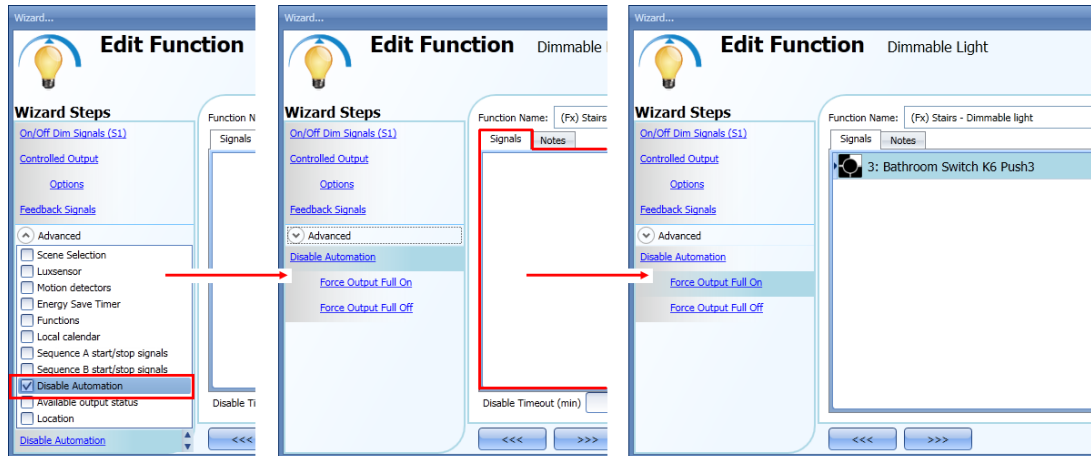 Wizard...
Edit Function
Wizard Steps
On/Off Dim Signals (S1)
Controlled Output
Options
Feedback Signals
Advanced
Scene Selection
Luxsensor
Motion detectors
Energy Save Timer
Functions
Local calendar
Sequence A start/stop signals
Sequence B start/stop signals
Disable Automation
Available output status
Location
Disable Automation
Function N
Signals
Disable Ti
<<<
Wizard...
Edit Function Dimmable
Wizard Steps
On/Off Dim Signals (S1)
Controlled Output
Options
Feedback Signals
Advanced
Disable Automation
Force Output Full On
Force Output Full Off
Function Name: (Fx) Stairs
Signals Notes
Disable Timeout (min)
<<< >>>
Wizard...
Edit Function Dimmable Light
Wizard Steps
On/Off Dim Signals (S1)
Controlled Output
Options
Feedback Signals
Advanced
Disable Automation
Force Output Full On
Force Output Full Off
Function Name: (Fx) Stairs - Dimmable light
Signals Notes
3: Bathroom Switch K6 Push3
<<< >>>